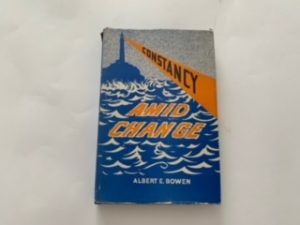 CONSTANCY
AMID
CHANGE
ALBERT E. BOWEN